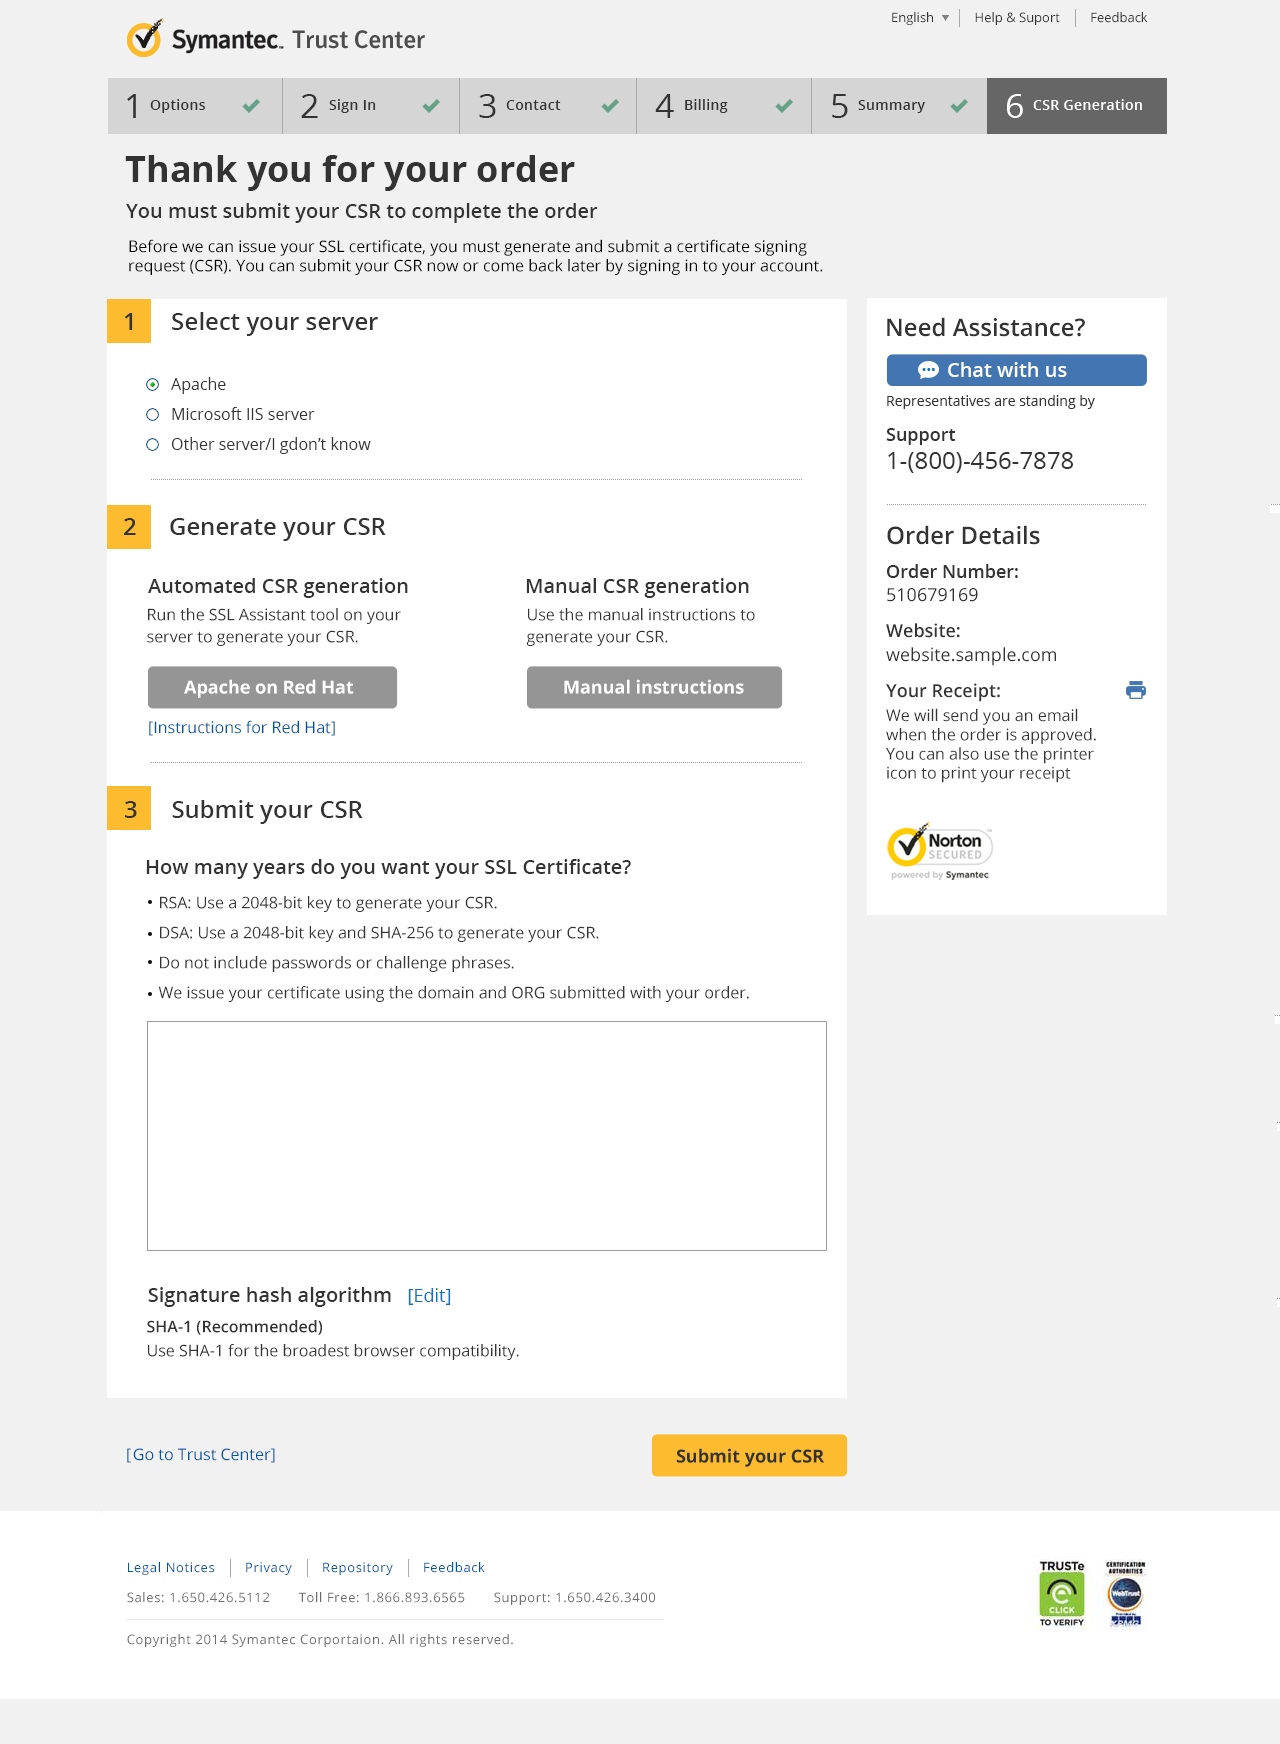 English
Help & Suport
Feedback
Symantec. Trust Center
1 Options
2 Sign In
3 Contact
4 Billing
5 Summary
6 CSR Generation
Thank you for your order
You must submit your CSR to complete the order
Before we can issue your SSL certificate, you must generate and submit a certificate signing
request (CSR). You can submit your CSR now or come back later by signing in to your account.
1 Select your server
Apache
Microsoft IIS server
Other server/I gdon't know
2 Generate your CSR
Automated CSR generation
Run the SSL Assistant tool on your
server to generate your CSR.
Apache on Red Hat
[Instructions for Red Hat]
Manual CSR generation
Use the manual instructions to
generate your CSR.
Manual instructions
3 Submit your CSR
How many years do you want your SSL Certificate?
• RSA: Use a 2048-bit key to generate your CSR.
• DSA: Use a 2048-bit key and SHA-256 to generate your CSR.
• Do not include passwords or challenge phrases.
• We issue your certificate using the domain and ORG submitted with your order.
Signature hash algorithm [Edit]
SHA-1 (Recommended)
Use SHA-1 for the broadest browser compatibility.
[Go to Trust Center]
Submit your CSR
Need Assistance?
Chat with us
Representatives are standing by
Support
1-(800)-456-7878
Order Details
Order Number:
510679169
Website:
website.sample.com
Your Receipt:
We will send you an email
when the order is approved.
You can also use the printer
icon to print your receipt
Norton
SECURED
powered by Symantec
Legal Notices
Privacy
Repository
Feedback
Sales: 1.650.426.5112
Toll Free: 1.866.893.6565
Support: 1.650.426.3400
Copyright 2014 Symantec Corportaion. All rights reserved.
TRUSTe
CLICK
TO VERIFY
CERTIFICATION
AUTHORITIES
WebTrust
KPMG